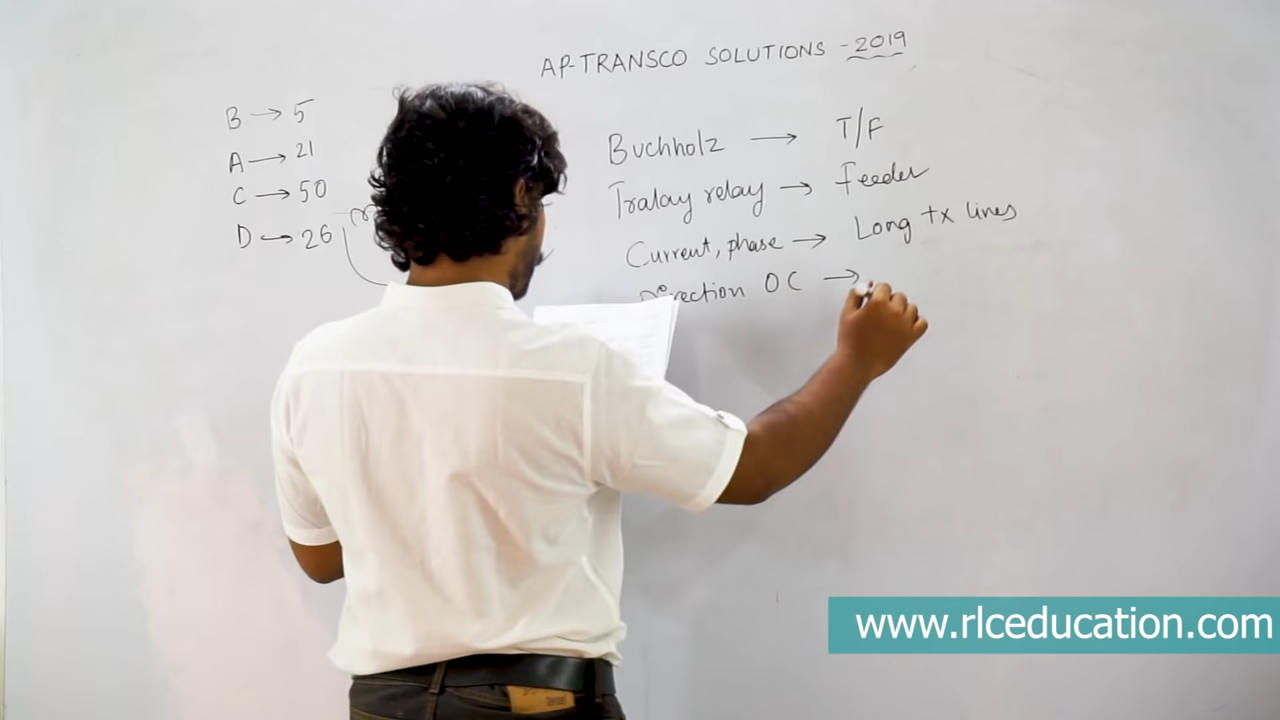 AP-TRANSCO SOLUTIONS - 2019
B → 5
A → 21
C → 50
D → 26
Buchholz → T/F
Tralay relay → Feeder
Current, phase → Long tx lines
Direction OC →
www.rlceducation.com